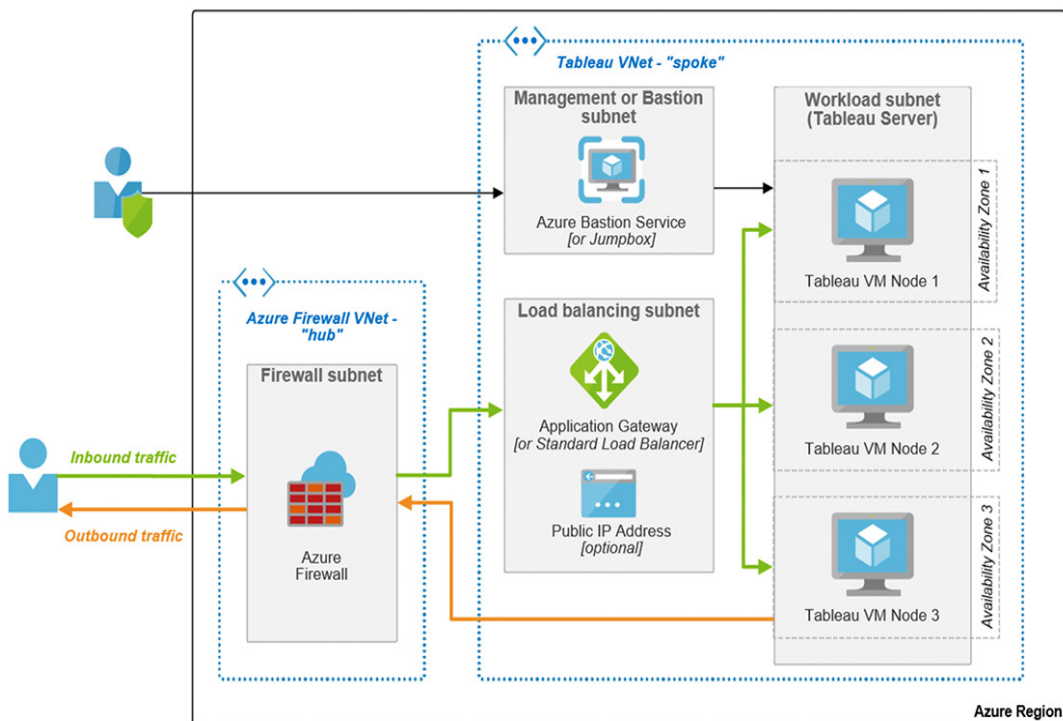 Tableau VNet - "spoke"
Management or Bastion
subnet
Azure Bastion Service
[or Jumpbox]
Workload subnet
(Tableau Server)
Tableau VM Node 1
Availability Zone 1
Azure Firewall VNet -
"hub"
Firewall subnet
Azure
Firewall
Inbound traffic
Outbound traffic
Load balancing subnet
Application Gateway
[or Standard Load Balancer]
Public IP Address
[optional]
Tableau VM Node 2
Availability Zone 2
Tableau VM Node 3
Availability Zone 3
Azure Region